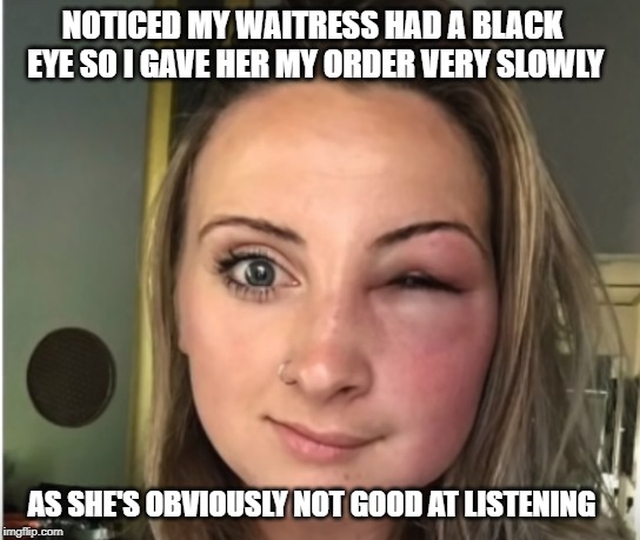 NOTICED MY WAITRESS HAD A BLACK
EYE SO I GAVE HER MY ORDER VERY SLOWLY
AS SHE'S OBVIOUSLY NOT GOOD AT LISTENING
imgflip.com